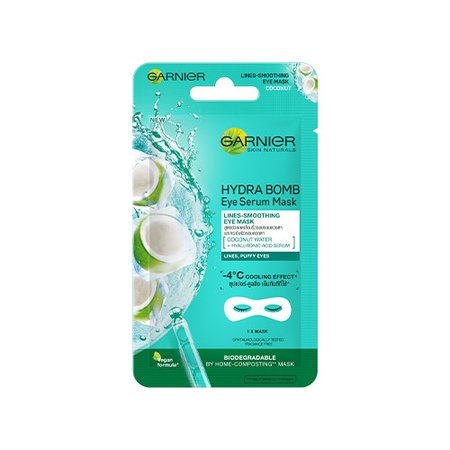 GARNIER
LINES-SMOOTHING
EYE MASK
COCONUT
NEW
GARNIER
SKIN NATURALS
HYDRA BOMB
Eye Serum Mask
LINES-SMOOTHING
EYE MASK
COCONUT WATER
+ HYALURONIC ACID SERUM
LINES, PUFFY EYES
-4°C COOLING EFFECT*
1 X MASK
OPHTALMOLOGICALLY TESTED
FRAGRANCE FREE
Vegan
formula*
BIODEGRADABLE
BY HOME-COMPOSTING** MASK